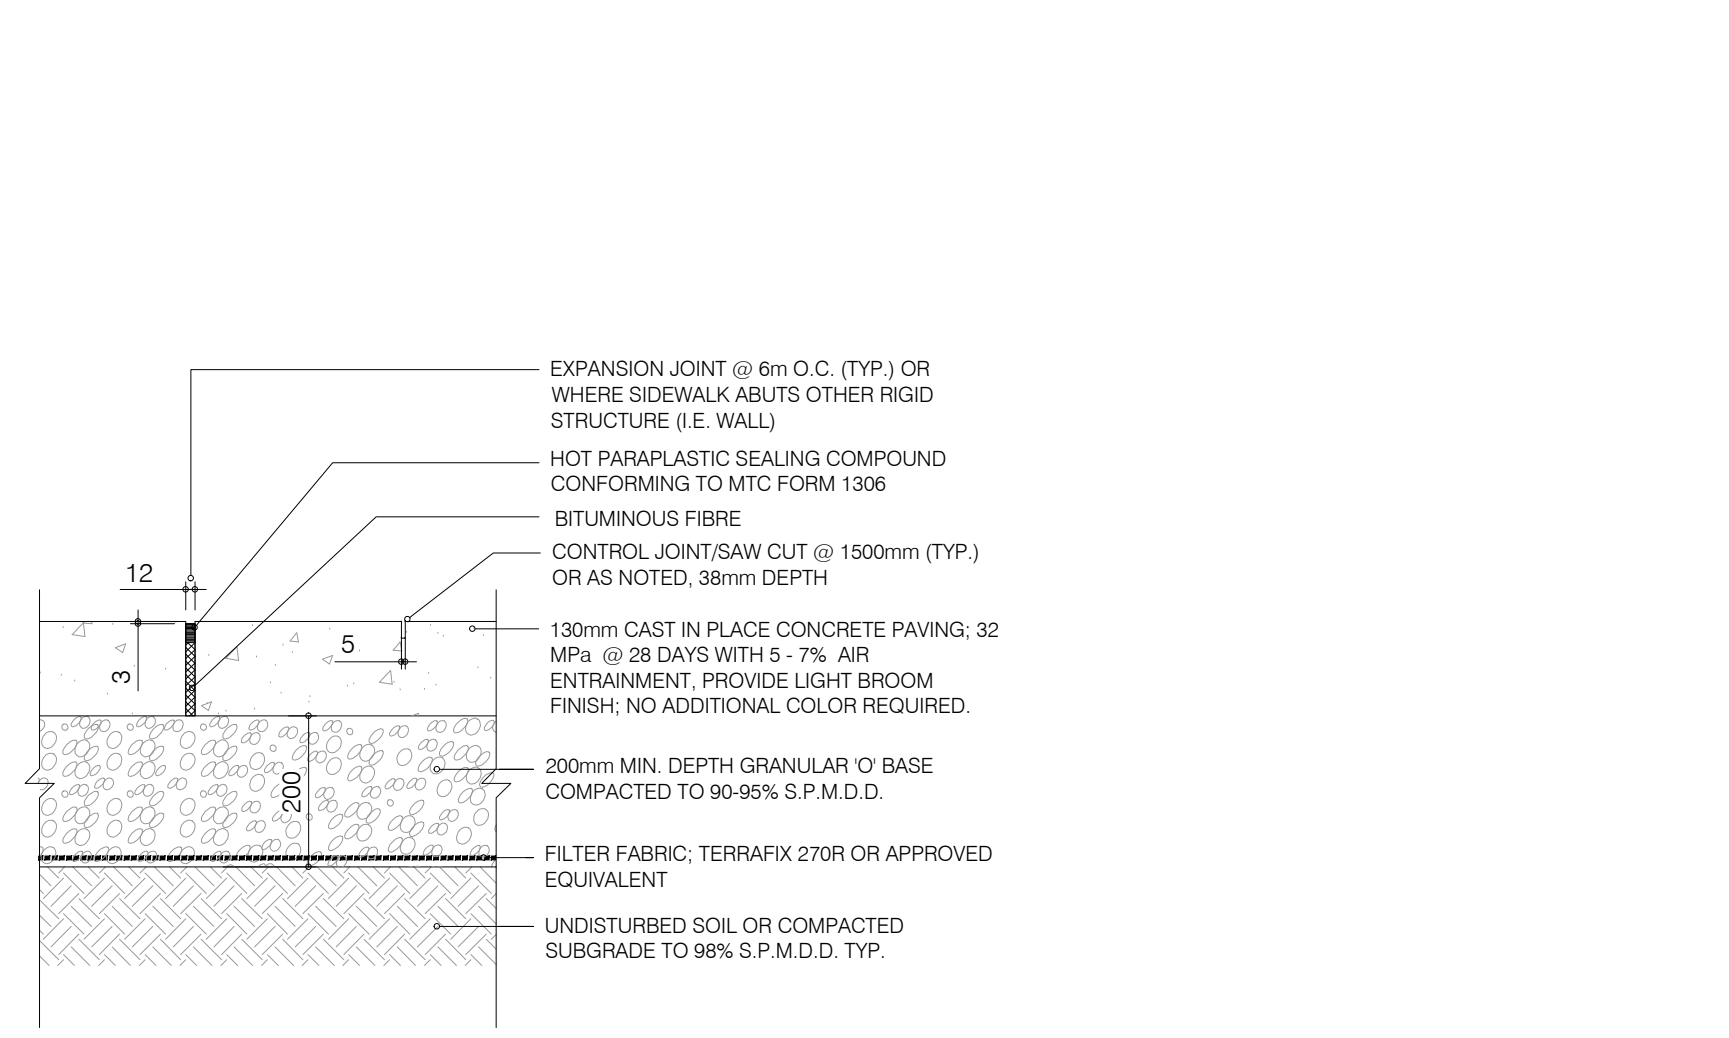 EXPANSION JOINT @ 6m O.C. (TYP.) OR
WHERE SIDEWALK ABUTS OTHER RIGID
STRUCTURE (I.E. WALL)
HOT PARAPLASTIC SEALING COMPOUND
CONFORMING TO MTC FORM 1306
BITUMINOUS FIBRE
CONTROL JOINT/SAW CUT @ 1500mm (TYP.)
OR AS NOTED, 38mm DEPTH
12
130mm CAST IN PLACE CONCRETE PAVING; 32
MPa @ 28 DAYS WITH 5 - 7% AIR
ENTRAINMENT, PROVIDE LIGHT BROOM
FINISH; NO ADDITIONAL COLOR REQUIRED.
5
3
200mm MIN. DEPTH GRANULAR 'O' BASE
COMPACTED TO 90-95% S.P.M.D.D.
200
FILTER FABRIC; TERRAFIX 270R OR APPROVED
EQUIVALENT
UNDISTURBED SOIL OR COMPACTED
SUBGRADE TO 98% S.P.M.D.D. TYP.